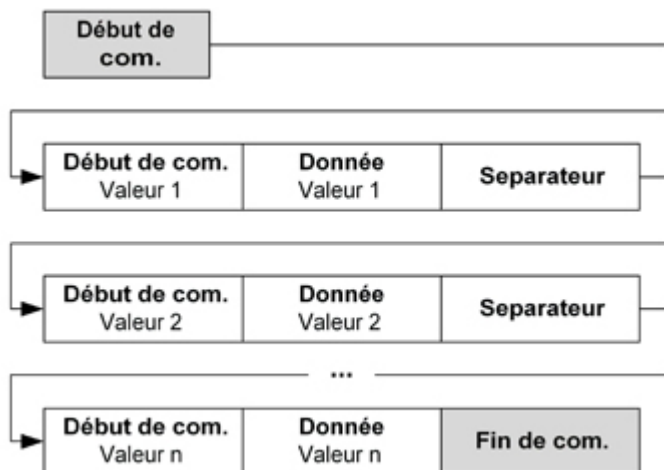 Début de
com.
Début de com. Donnée Separateur
Valeur 1 Valeur 1
Début de com. Donnée Separateur
Valeur 2 Valeur 2
...
Début de com. Donnée Fin de com.
Valeur n Valeur n